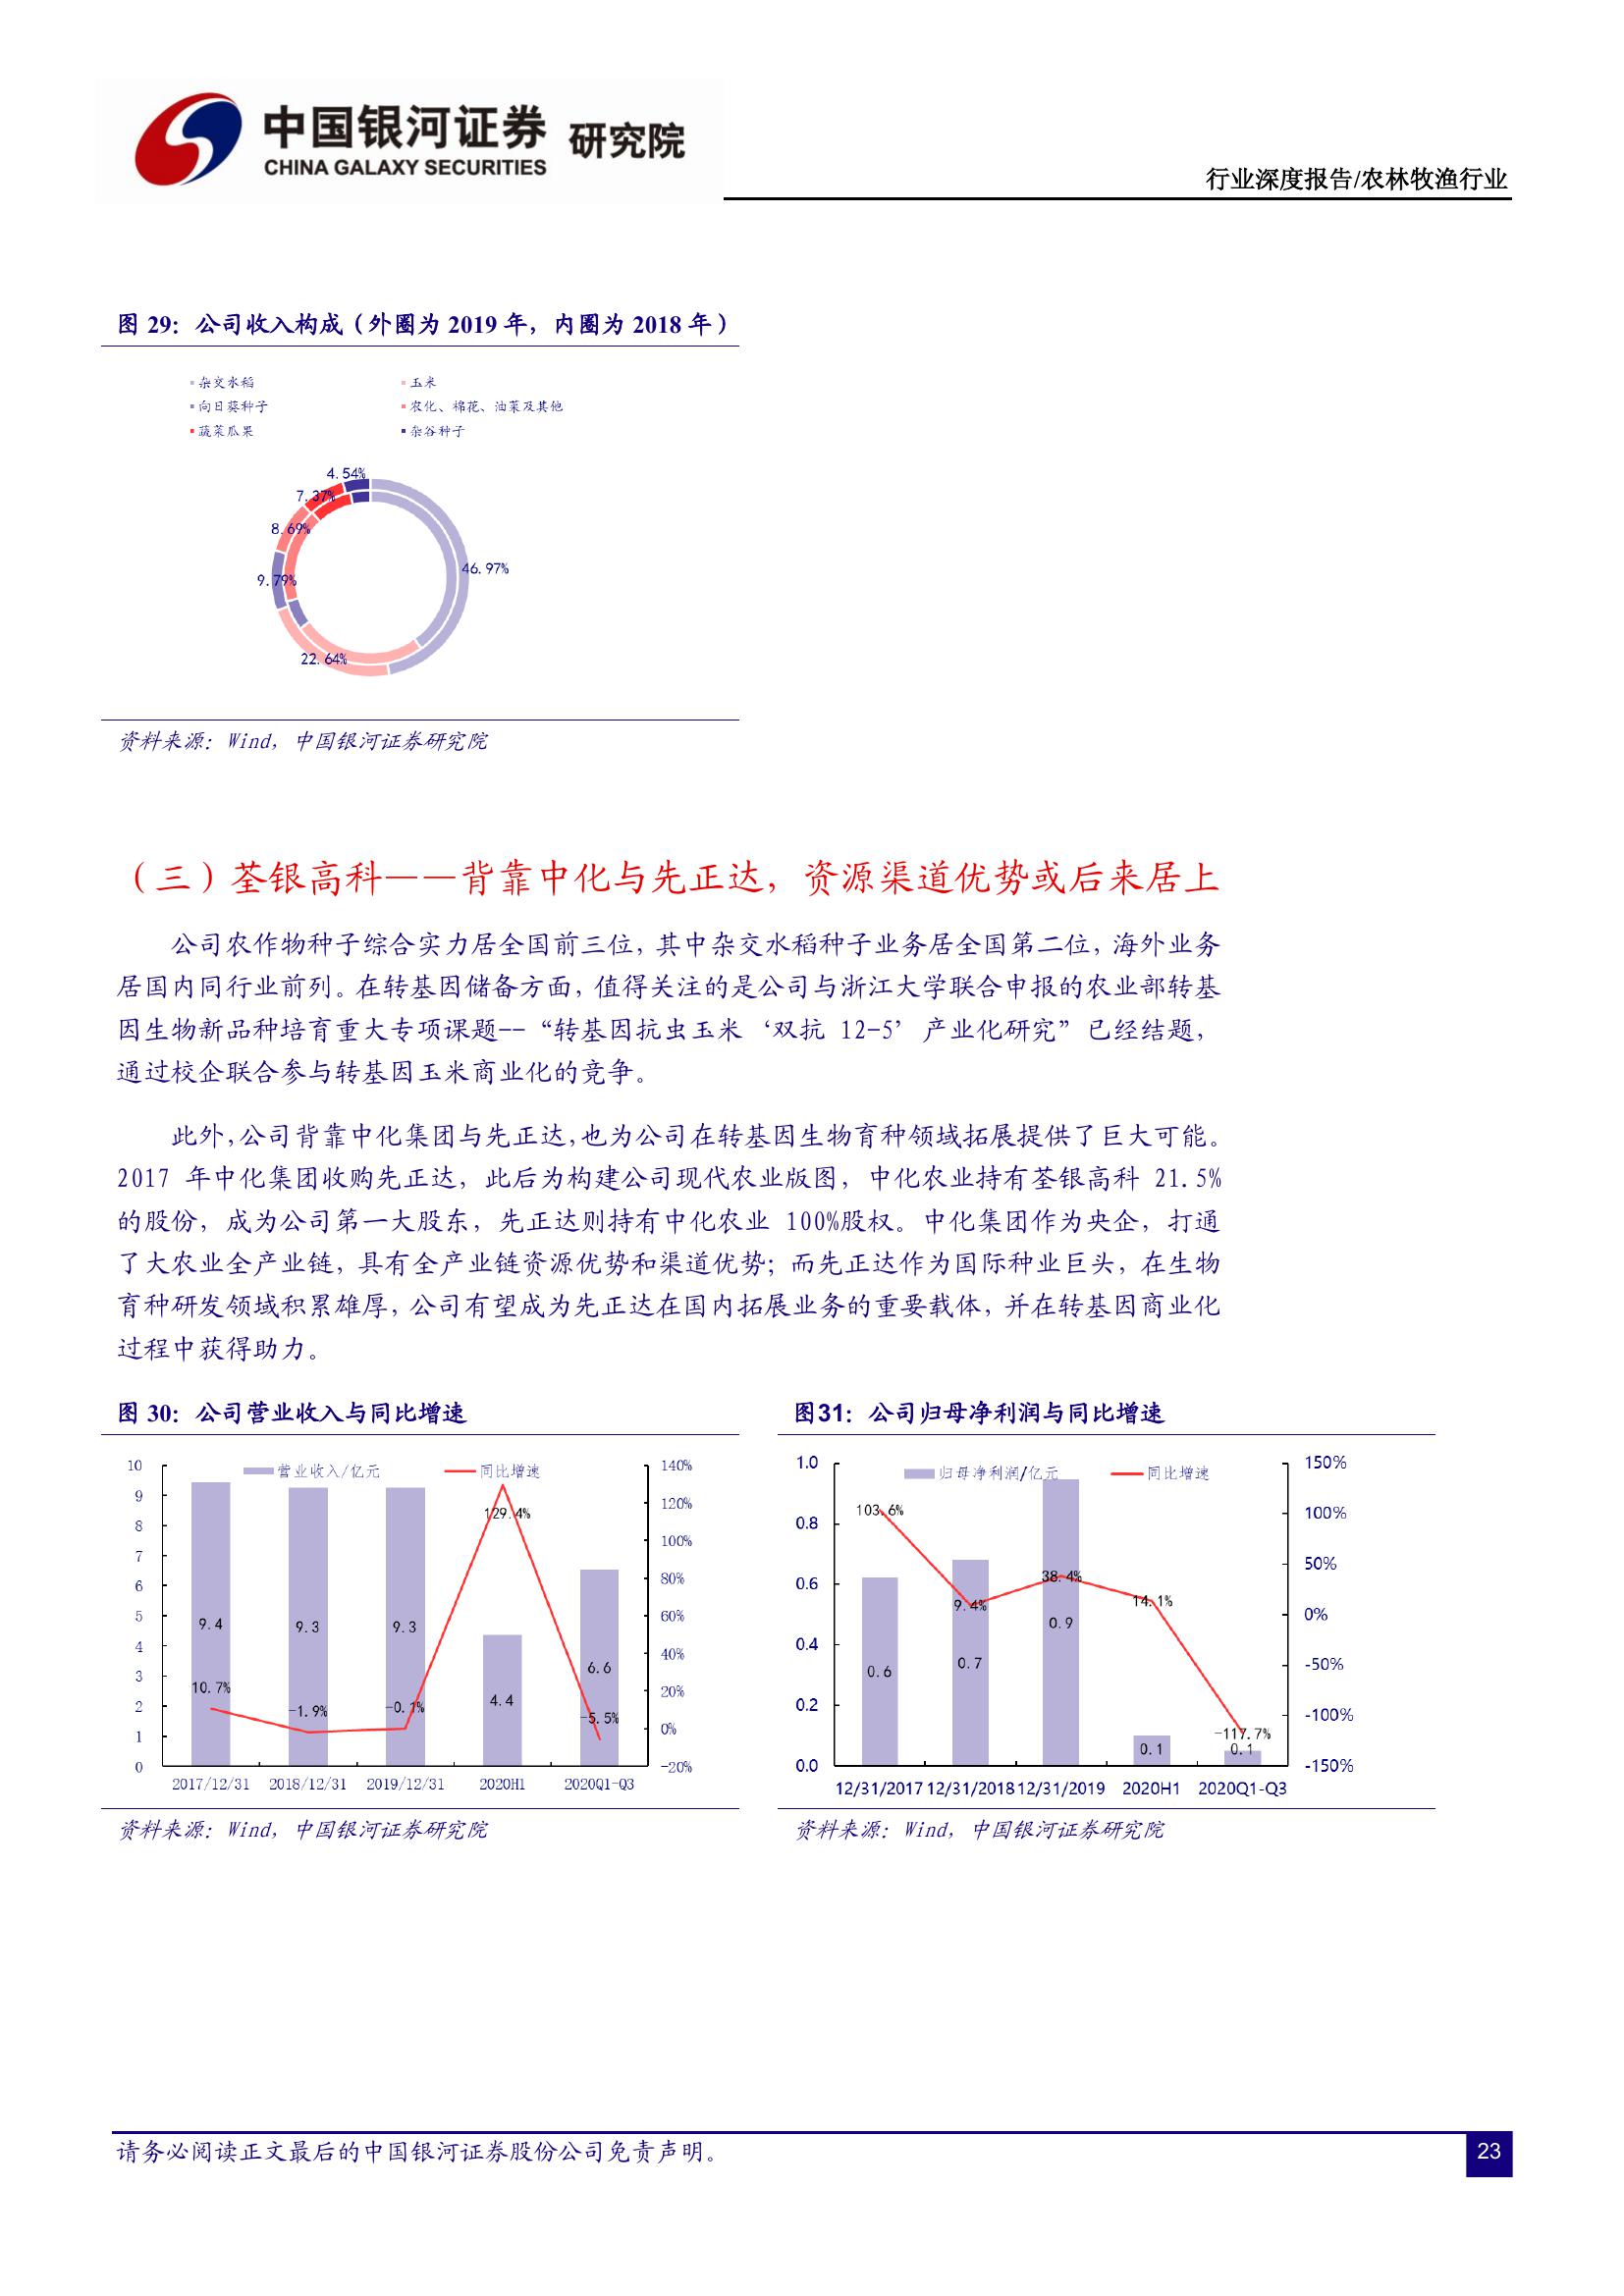 中国银河证券 研究院
CHINA GALAXY SECURITIES
行业深度报告/农林牧渔行业
图 29：公司收入构成（外圈为 2019 年，内圈为 2018 年）
杂交水稻 玉米
向日葵种子 农化、棉花、油菜及其他
蔬菜瓜果 杂谷种子
4.54%
7.37%
8.69%
46.97%
9.79%
22.64%
资料来源：Wind，中国银河证券研究院
（三）荃银高科——背靠中化与先正达，资源渠道优势或后来居上
公司农作物种子综合实力居全国前三位，其中杂交水稻种子业务居全国第二位，海外业务
居国内同行业前列。在转基因储备方面，值得关注的是公司与浙江大学联合申报的农业部转基
因生物新品种培育重大专项课题--“转基因抗虫玉米‘双抗 12-5’产业化研究”已经结题，
通过校企联合参与转基因玉米商业化的竞争。
此外，公司背靠中化集团与先正达，也为公司在转基因生物育种领域拓展提供了巨大可能。
2017 年中化集团收购先正达，此后为构建公司现代农业版图，中化农业持有荃银高科 21.5%
的股份，成为公司第一大股东，先正达则持有中化农业 100%股权。中化集团作为央企，打通
了大农业全产业链，具有全产业链资源优势和渠道优势；而先正达作为国际种业巨头，在生物
育种研发领域积累雄厚，公司有望成为先正达在国内拓展业务的重要载体，并在转基因商业化
过程中获得助力。
图 30：公司营业收入与同比增速
营业收入/亿元 同比增速
10
9
8
7
6
5
4
3
2
1
0
140%
120%
100%
80%
60%
40%
20%
0%
-20%
9.4 9.3 9.3 4.4 6.6
10.7% -1.9% -0.1% 129.4% -5.5%
2017/12/31 2018/12/31 2019/12/31 2020H1 2020Q1-Q3
资料来源：Wind，中国银河证券研究院
图31：公司归母净利润与同比增速
归母净利润/亿元 同比增速
1.0
0.8
0.6
0.4
0.2
0.0
150%
100%
50%
0%
-50%
-100%
-150%
103.6% 9.4% 38.4% 14.1% -117.7%
0.6 0.7 0.9 0.1 0.1
12/31/2017 12/31/2018 12/31/2019 2020H1 2020Q1-Q3
资料来源：Wind，中国银河证券研究院
请务必阅读正文最后的中国银河证券股份公司免责声明。
23